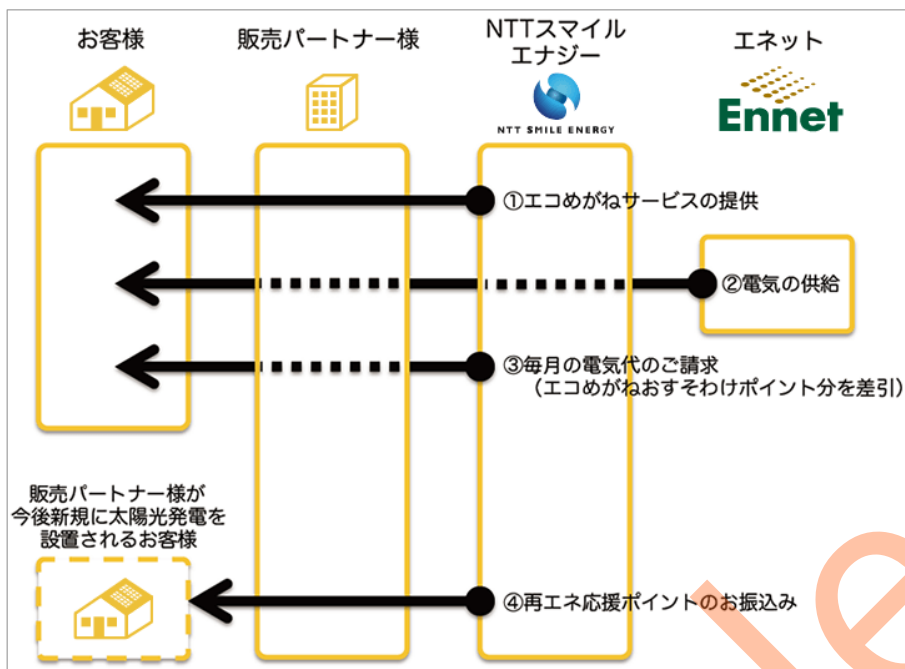 お客様
販売パートナー様
NTTスマイル
エナジー
エネット
NTT SMILE ENERGY
Ennet
①エコめがねサービスの提供
②電気の供給
③毎月の電気代のご請求
（エコめがねおすそわけポイント分を差引）
販売パートナー様が
今後新規に太陽光発電を
設置されるお客様
④再エネ応援ポイントのお振込み